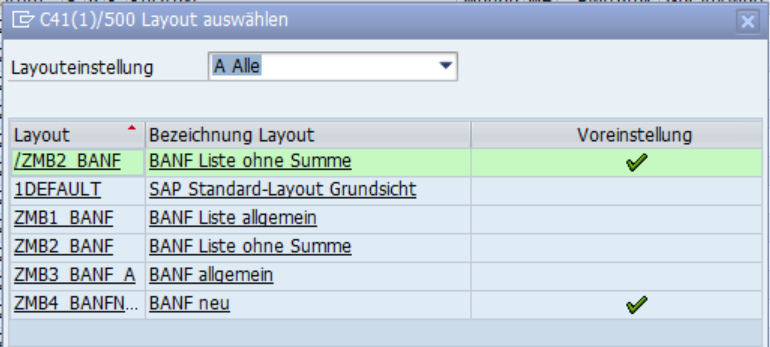 C41(1)/500 Layout auswählen
Layouteinstellung A Alle
Layout Bezeichnung Layout Voreinstellung
/ZMB2_BANF BANF Liste ohne Summe
1DEFAULT SAP Standard-Layout Grundsicht
ZMB1_BANF BANF Liste allgemein
ZMB2_BANF BANF Liste ohne Summe
ZMB3_BANF_A BANF allgemein
ZMB4_BANFN... BANF neu